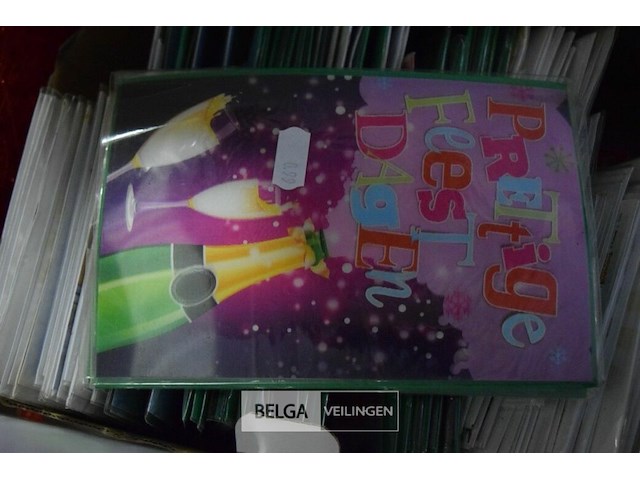 PRETtige
FeesT
DAgEn
BELGA VEILINGEN